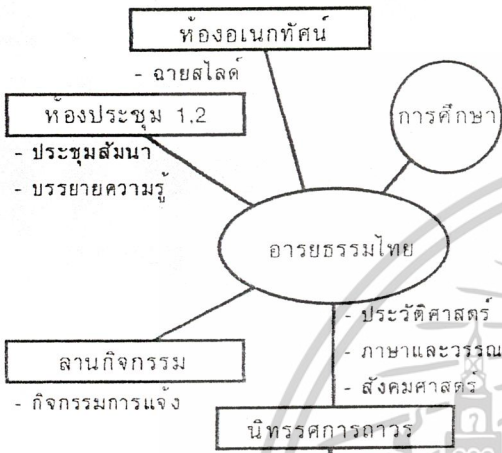 ห้องอเนกทัศน์
- ฉายสไลด์
ห้องประชุม 1.2
- ประชุมสัมนา
- บรรยายความรู้
การศึกษา
อารยธรรมไทย
- ประวัติศาสตร์
- ภาษาและวรรณ
- สังคมศาสตร์
ลานกิจกรรม
- กิจกรรมการแจ้ง
นิทรรศการถาวร